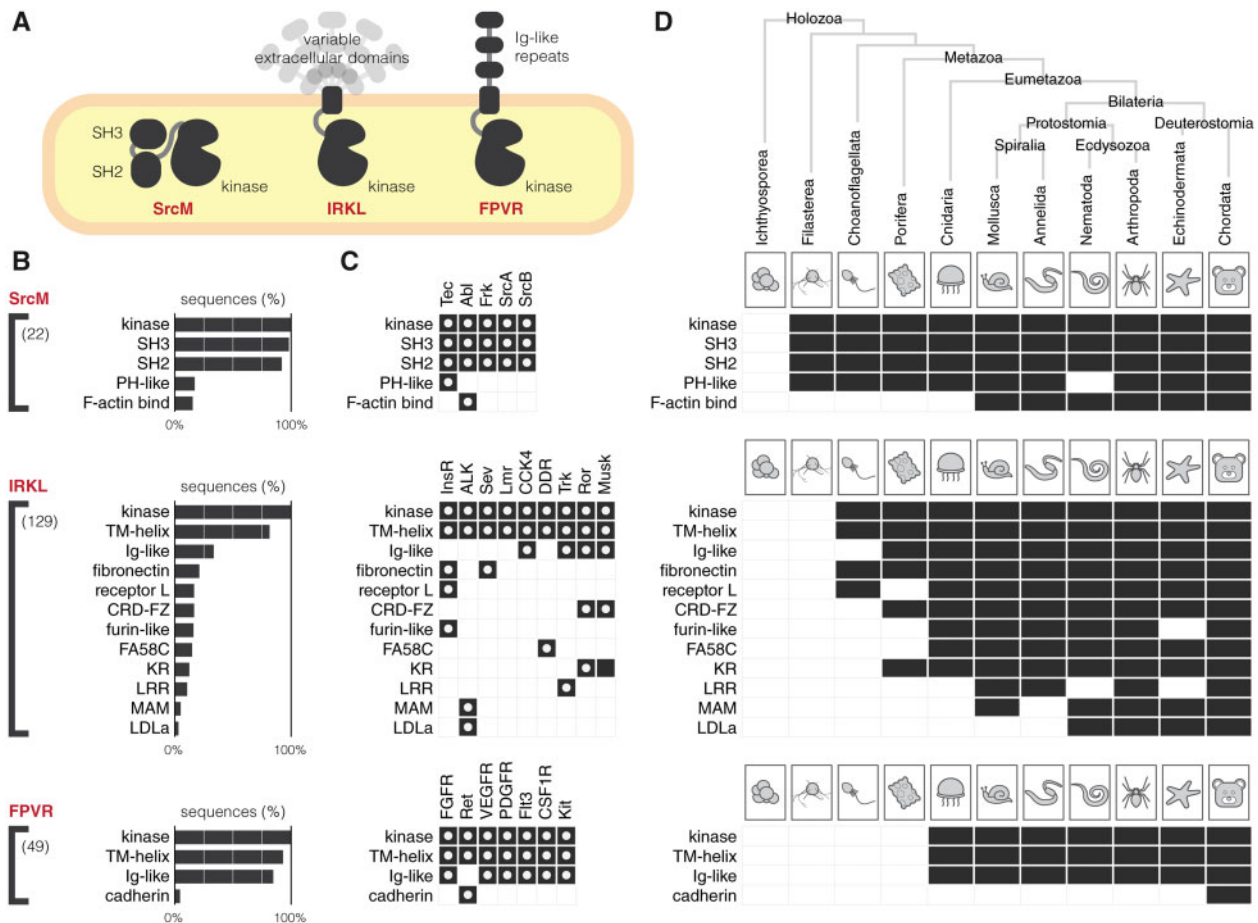 A
variable
extracellular domains
Ig-like
repeats
SH3
SH2
kinase
kinase
kinase
SrcM
IRKL
FPVR
B
SrcM
(22)
sequences (%)
kinase
SH3
SH2
PH-like
F-actin bind
0%
100%
IRKL
(129)
sequences (%)
kinase
TM-helix
Ig-like
fibronectin
receptor L
CRD-FZ
furin-like
FA58C
KR
LRR
MAM
LDLa
0%
100%
FPVR
(49)
sequences (%)
kinase
TM-helix
Ig-like
cadherin
0%
100%
C
Tec
Abl
Frk
SrcA
SrcB
kinase
SH3
SH2
PH-like
F-actin bind
InsR
ALK
Sev
Lmr
CCK4
DDR
Trk
Ror
Musk
kinase
TM-helix
Ig-like
fibronectin
receptor L
CRD-FZ
furin-like
FA58C
KR
LRR
MAM
LDLa
FGFR
Ret
VEGFR
PDGFR
Flt3
CSF1R
Kit
kinase
TM-helix
Ig-like
cadherin
D
Holozoa
Metazoa
Eumetazoa
Bilateria
Protostomia
Deuterostomia
Spiralia
Ecdysozoa
Ichthyosporea
Filasterea
Choanoflagellata
Porifera
Cnidaria
Mollusca
Annelida
Nematoda
Arthropoda
Echinodermata
Chordata
kinase
SH3
SH2
PH-like
F-actin bind
kinase
TM-helix
Ig-like
fibronectin
receptor L
CRD-FZ
furin-like
FA58C
KR
LRR
MAM
LDLa
kinase
TM-helix
Ig-like
cadherin